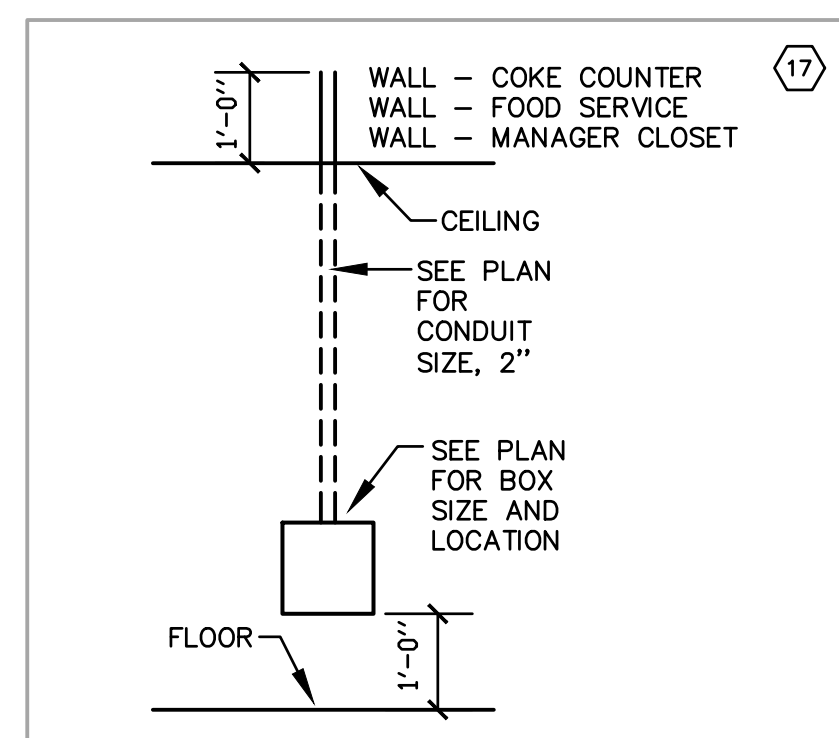 WALL – COKE COUNTER
WALL – FOOD SERVICE
WALL – MANAGER CLOSET
17
1'–0"
CEILING
SEE PLAN
FOR
CONDUIT
SIZE, 2"
SEE PLAN
FOR BOX
SIZE AND
LOCATION
FLOOR
1'–0"